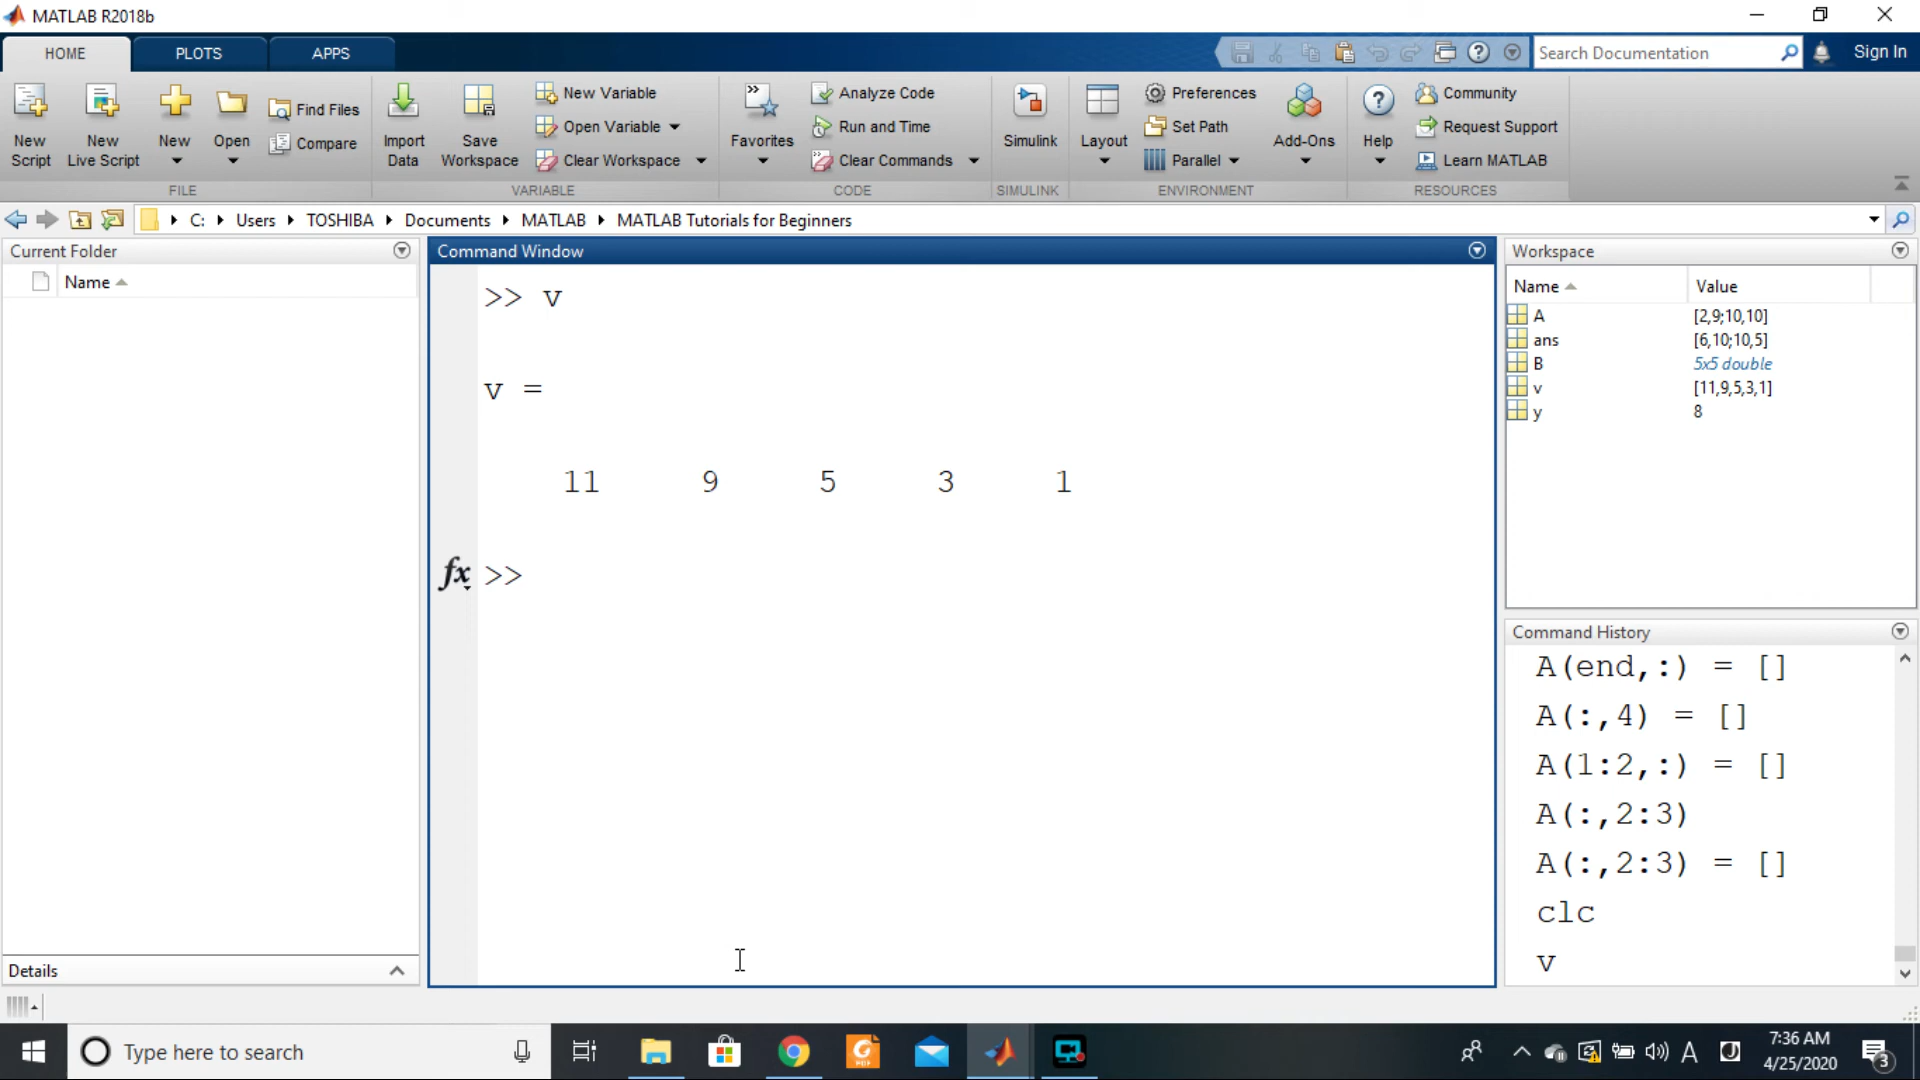 MATLAB R2018b
HOME PLOTS APPS
Search Documentation Sign In
New Script
New Live Script
New
Open
Find Files
Compare
Import Data
Save Workspace
New Variable
Open Variable
Clear Workspace
Favorites
Analyze Code
Run and Time
Clear Commands
Simulink
Layout
Preferences
Set Path
Parallel
Add-Ons
Help
Community
Request Support
Learn MATLAB
FILE VARIABLE CODE SIMULINK ENVIRONMENT RESOURCES
C: Users TOSHIBA Documents MATLAB MATLAB Tutorials for Beginners
Current Folder
Name
Details
Command Window
>> v
v =
11 9 5 3 1
fx >>
Workspace
Name Value
A [2,9;10,10]
ans [6,10;10,5]
B 5x5 double
v [11,9,5,3,1]
y 8
Command History
A(end,:) = []
A(:,4) = []
A(1:2,:) = []
A(:,2:3)
A(:,2:3) = []
clc
v
Type here to search
PDF
A
J
7:36 AM
4/25/2020
3